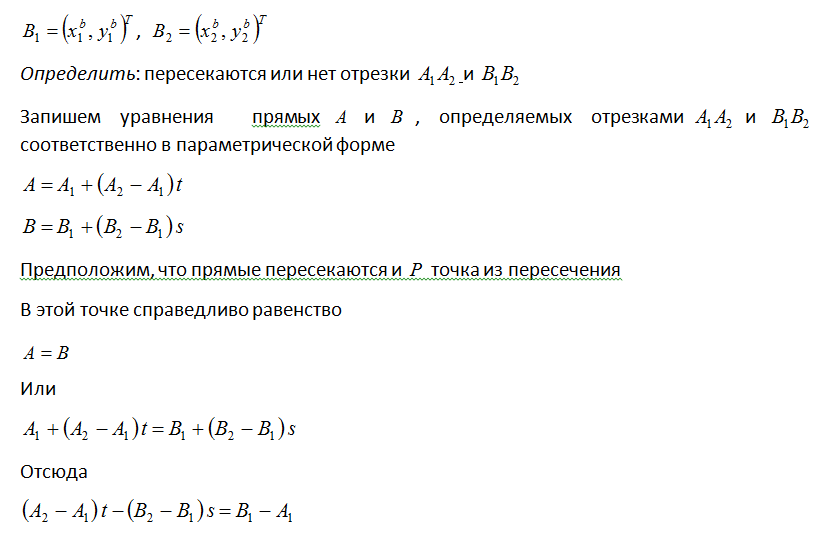 B₁ = (x₁ᵇ, y₁ᵇ)ᵀ, B₂ = (x₂ᵇ, y₂ᵇ)ᵀ
Определить: пересекаются или нет отрезки A₁A₂ и B₁B₂
Запишем уравнения прямых A и B , определяемых отрезками A₁A₂ и B₁B₂
соответственно в параметрической форме
A = A₁ + (A₂ − A₁)t
B = B₁ + (B₂ − B₁)s
Предположим, что прямые пересекаются и P точка из пересечения
В этой точке справедливо равенство
A = B
Или
A₁ + (A₂ − A₁)t = B₁ + (B₂ − B₁)s
Отсюда
(A₂ − A₁)t − (B₂ − B₁)s = B₁ − A₁